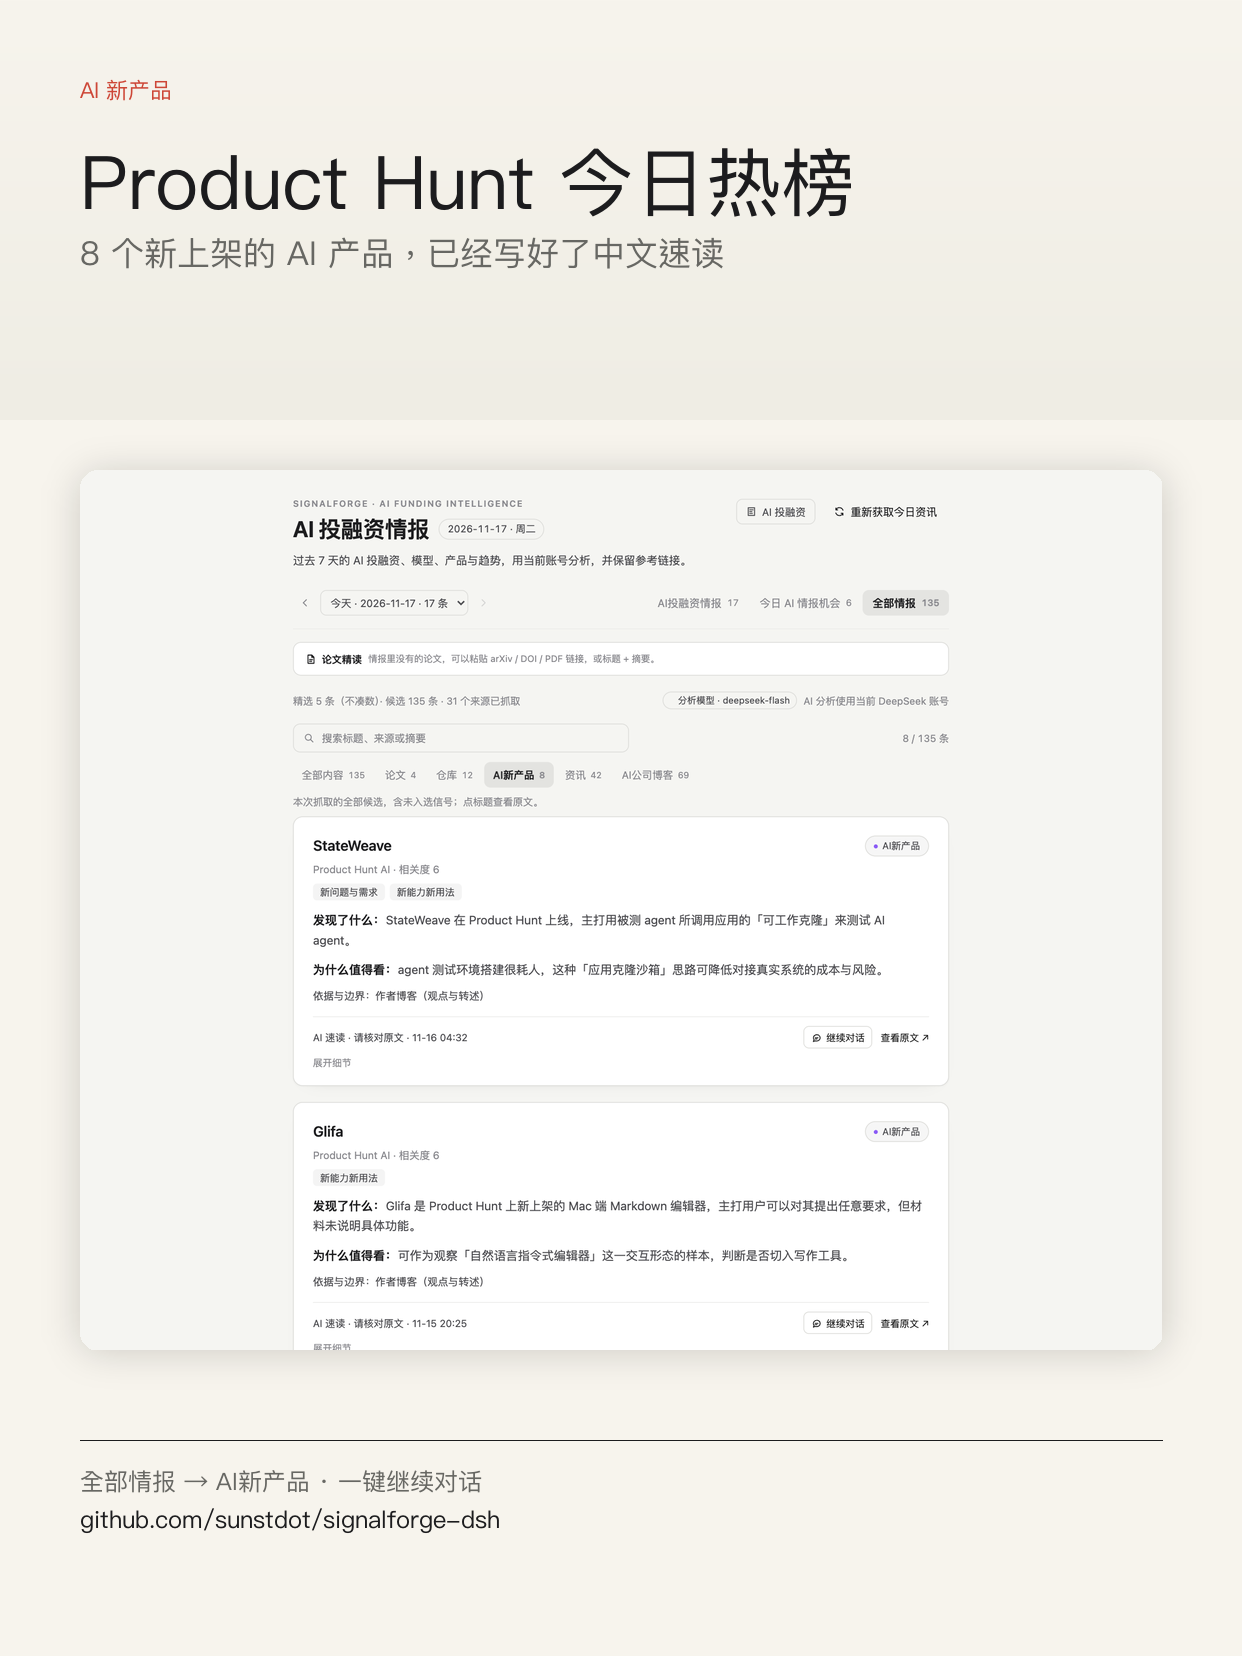 AI 新产品
Product Hunt 今日热榜
8 个新上架的 AI 产品，已经写好了中文速读
SIGNALFORGE · AI FUNDING INTELLIGENCE
AI 投融资情报 2026-11-17 · 周二
AI 投融资 重新获取今日资讯
过去 7 天的 AI 投融资、模型、产品与趋势，用当前账号分析，并保留参考链接。
今天 · 2026-11-17 · 17 条 AI投融资情报 17 今日 AI 情报机会 6 全部情报 135
论文精读 情报里没有的论文，可以粘贴 arXiv / DOI / PDF 链接，或标题 + 摘要。
精选 5 条（不凑数）· 候选 135 条 · 31 个来源已抓取 分析模型 · deepseek-flash AI 分析使用当前 DeepSeek 账号
搜索标题、来源或摘要 8 / 135 条
全部内容 135 论文 4 仓库 12 AI新产品 8 资讯 42 AI公司博客 69
本次抓取的全部候选，含未入选信号；点标题查看原文。
StateWeave AI新产品
Product Hunt AI · 相关度 6
新问题与需求 新能力新用法
发现了什么： StateWeave 在 Product Hunt 上线，主打用被测 agent 所调用应用的「可工作克隆」来测试 AI
agent。
为什么值得看： agent 测试环境搭建很耗人，这种「应用克隆沙箱」思路可降低对接真实系统的成本与风险。
依据与边界：作者博客（观点与转述）
AI 速读 · 请核对原文 · 11-16 04:32 继续对话 查看原文 ↗
展开细节
Glifa AI新产品
Product Hunt AI · 相关度 6
新能力新用法
发现了什么： Glifa 是 Product Hunt 上新上架的 Mac 端 Markdown 编辑器，主打用户可以对其提出任意要求，但材
料未说明具体功能。
为什么值得看： 可作为观察「自然语言指令式编辑器」这一交互形态的样本，判断是否切入写作工具。
依据与边界：作者博客（观点与转述）
AI 速读 · 请核对原文 · 11-15 20:25 继续对话 查看原文 ↗
展开细节
全部情报 → AI新产品 · 一键继续对话
github.com/sunstdot/signalforge-dsh